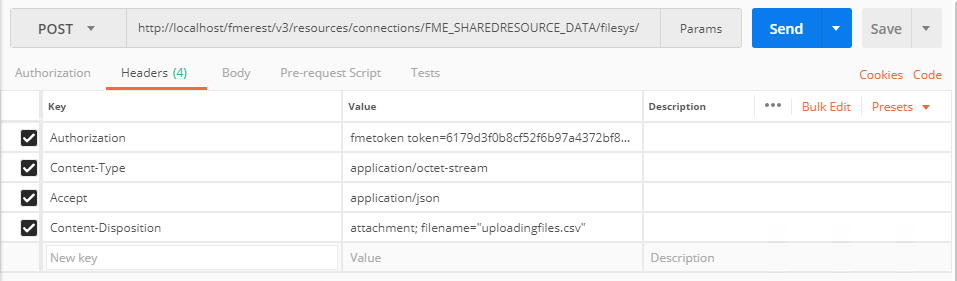 POST http://localhost/fmerest/v3/resources/connections/FME_SHAREDRESOURCE_DATA/filesys/ Params Send Save
Authorization Headers (4) Body Pre-request Script Tests Cookies Code
Key Value Description ••• Bulk Edit Presets
Authorization fmetoken token=6179d3f0b8cf52f6b97a4372bf8...
Content-Type application/octet-stream
Accept application/json
Content-Disposition attachment; filename="uploadingfiles.csv"
New key Value Description